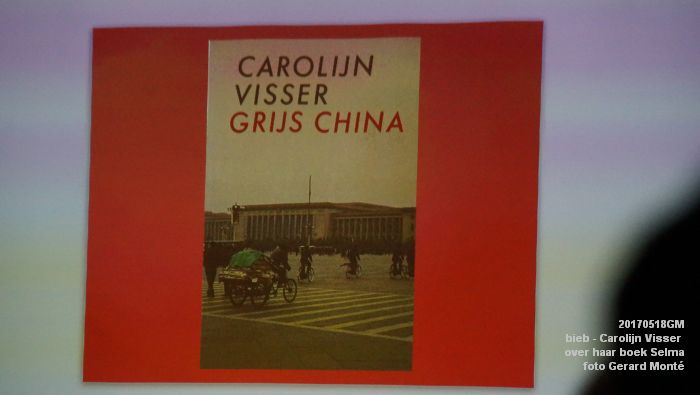 CAROLIJN
VISSER
GRIJS CHINA
20170518GM
bieb - Carolijn Visser
over haar boek Selma
foto Gerard Monté